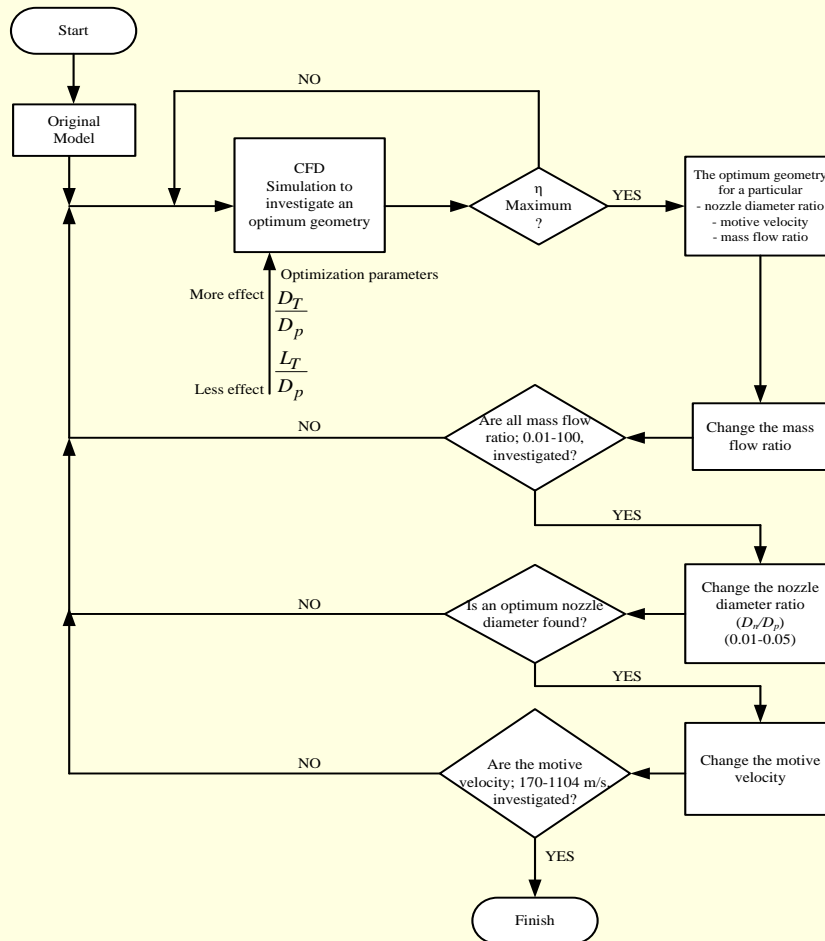 Start
Original
Model
NO
CFD
Simulation to
investigate an
optimum geometry
η
Maximum
?
YES
The optimum geometry
for a particular
- nozzle diameter ratio
- motive velocity
- mass flow ratio
Optimization parameters
More effect
D_T
D_p
L_T
Less effect
D_p
Change the mass
flow ratio
Are all mass flow
ratio; 0.01-100,
investigated?
NO
YES
Change the nozzle
diameter ratio
(Dn/Dp)
(0.01-0.05)
Is an optimum nozzle
diameter found?
NO
YES
Change the motive
velocity
Are the motive
velocity; 170-1104 m/s,
investigated?
NO
YES
Finish